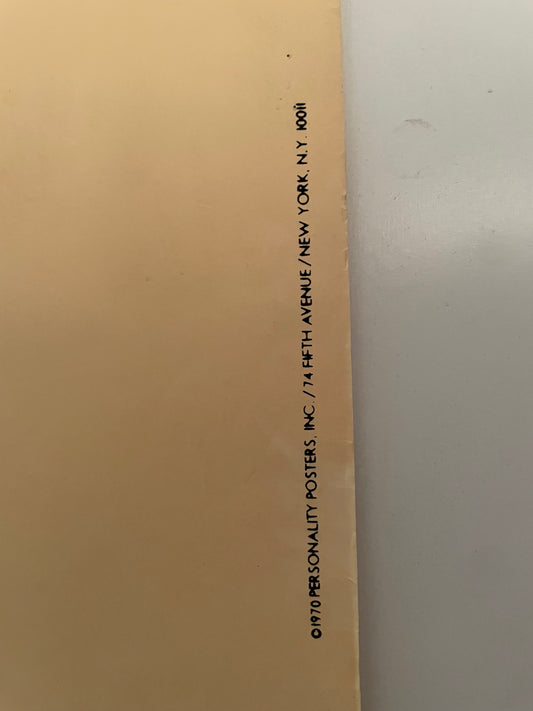 ©1970 PERSONALITY POSTERS, INC. / 74 FIFTH AVENUE / NEW YORK, N.Y. 10011